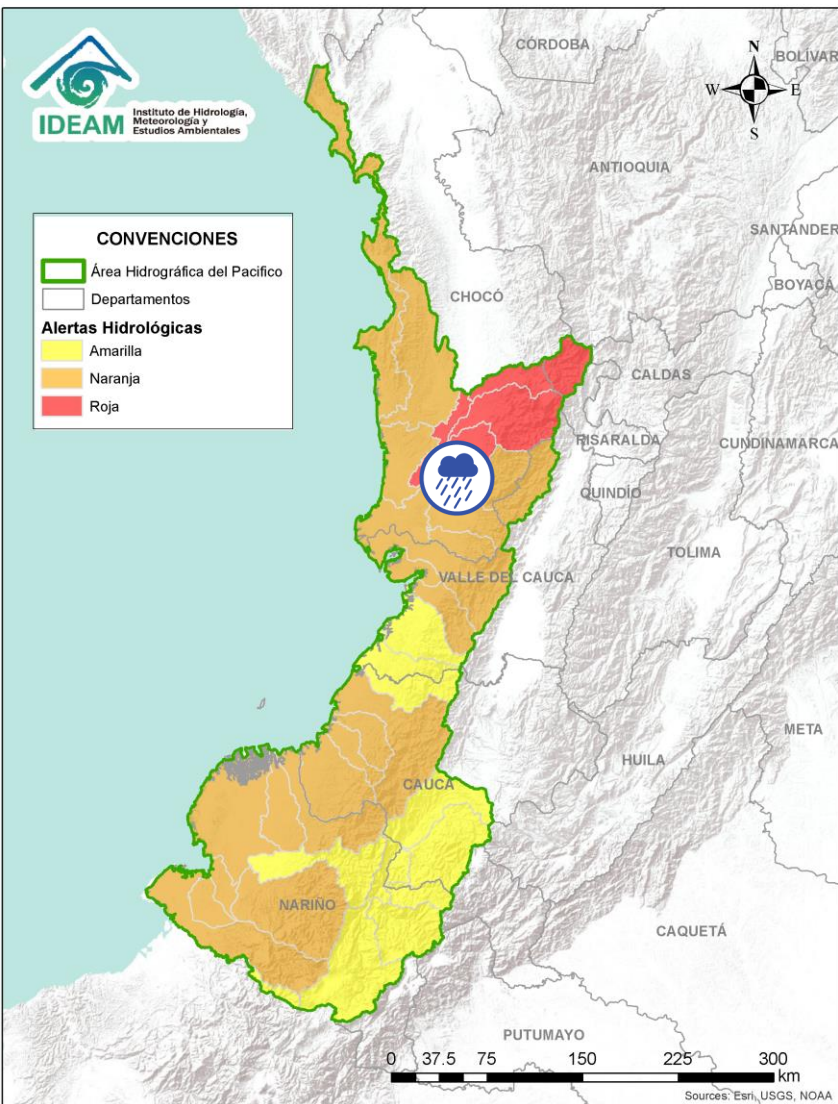 IDEAM
Instituto de Hidrología,
Meteorología y
Estudios Ambientales
CONVENCIONES
Área Hidrográfica del Pacifico
Departamentos
Alertas Hidrológicas
Amarilla
Naranja
Roja
N
W
E
S
CÓRDOBA
BOLÍVAR
ANTIOQUIA
SANTANDER
BOYACÁ
CHOCÓ
CALDAS
RISARALDA
CUNDINAMARCA
QUINDÍO
TOLIMA
VALLE DEL CAUCA
META
HUILA
CAUCA
NARIÑO
CAQUETÁ
PUTUMAYO
0 37.5 75 150 225 300
km
Sources: Esri, USGS, NOAA